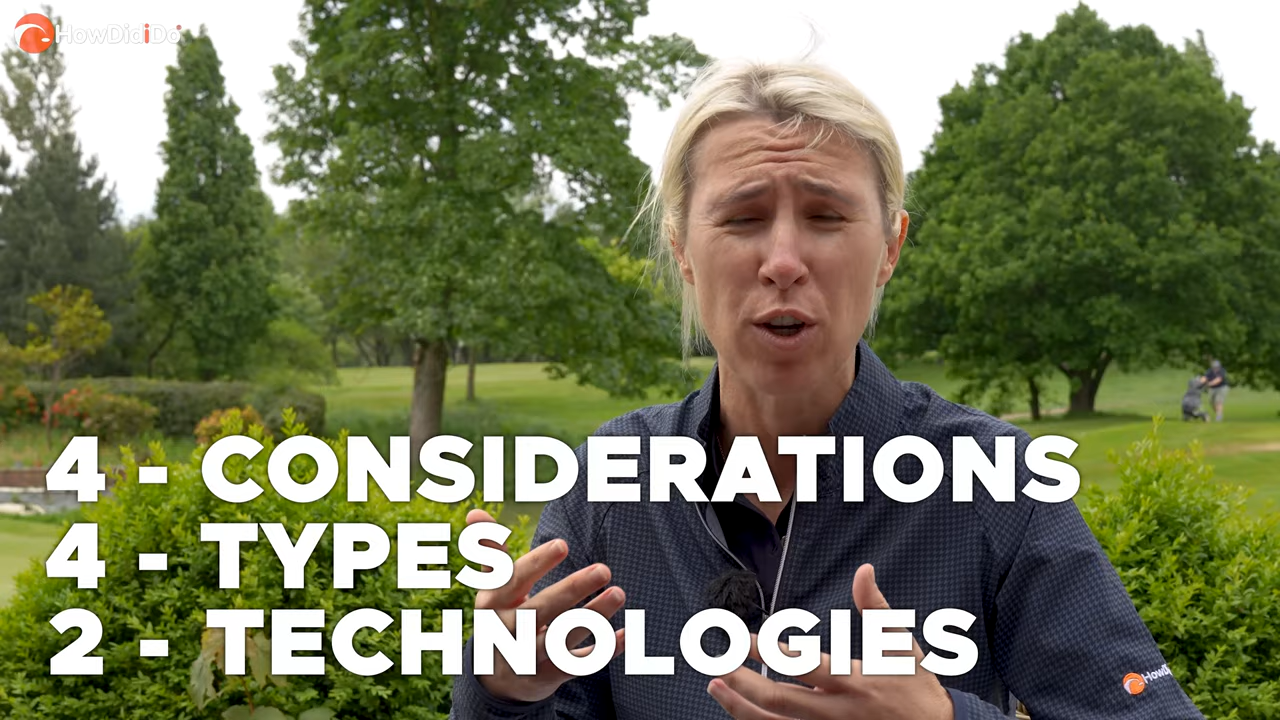 HowDidiDo
4 - CONSIDERATIONS
4 - TYPES
2 - TECHNOLOGIES